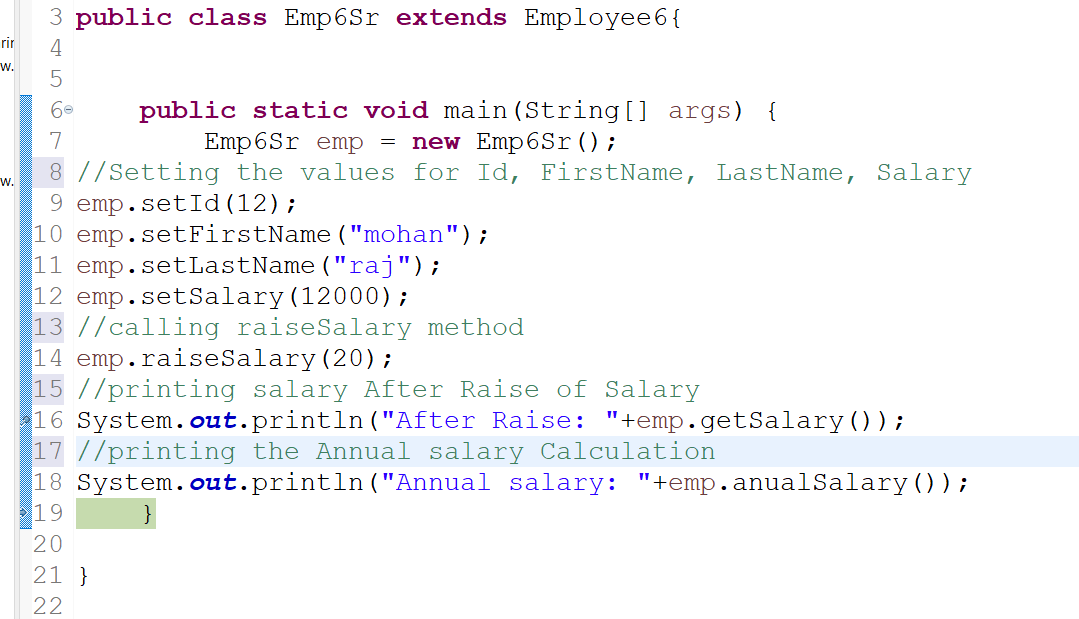 3 public class Emp6Sr extends Employee6{
4
5
6 public static void main(String[] args) {
7 Emp6Sr emp = new Emp6Sr();
8 //Setting the values for Id, FirstName, LastName, Salary
9 emp.setId(12);
10 emp.setFirstName("mohan");
11 emp.setLastName("raj");
12 emp.setSalary(12000);
13 //calling raiseSalary method
14 emp.raiseSalary(20);
15 //printing salary After Raise of Salary
16 System.out.println("After Raise: "+emp.getSalary());
17 //printing the Annual salary Calculation
18 System.out.println("Annual salary: "+emp.anualSalary());
19 }
20
21 }
22